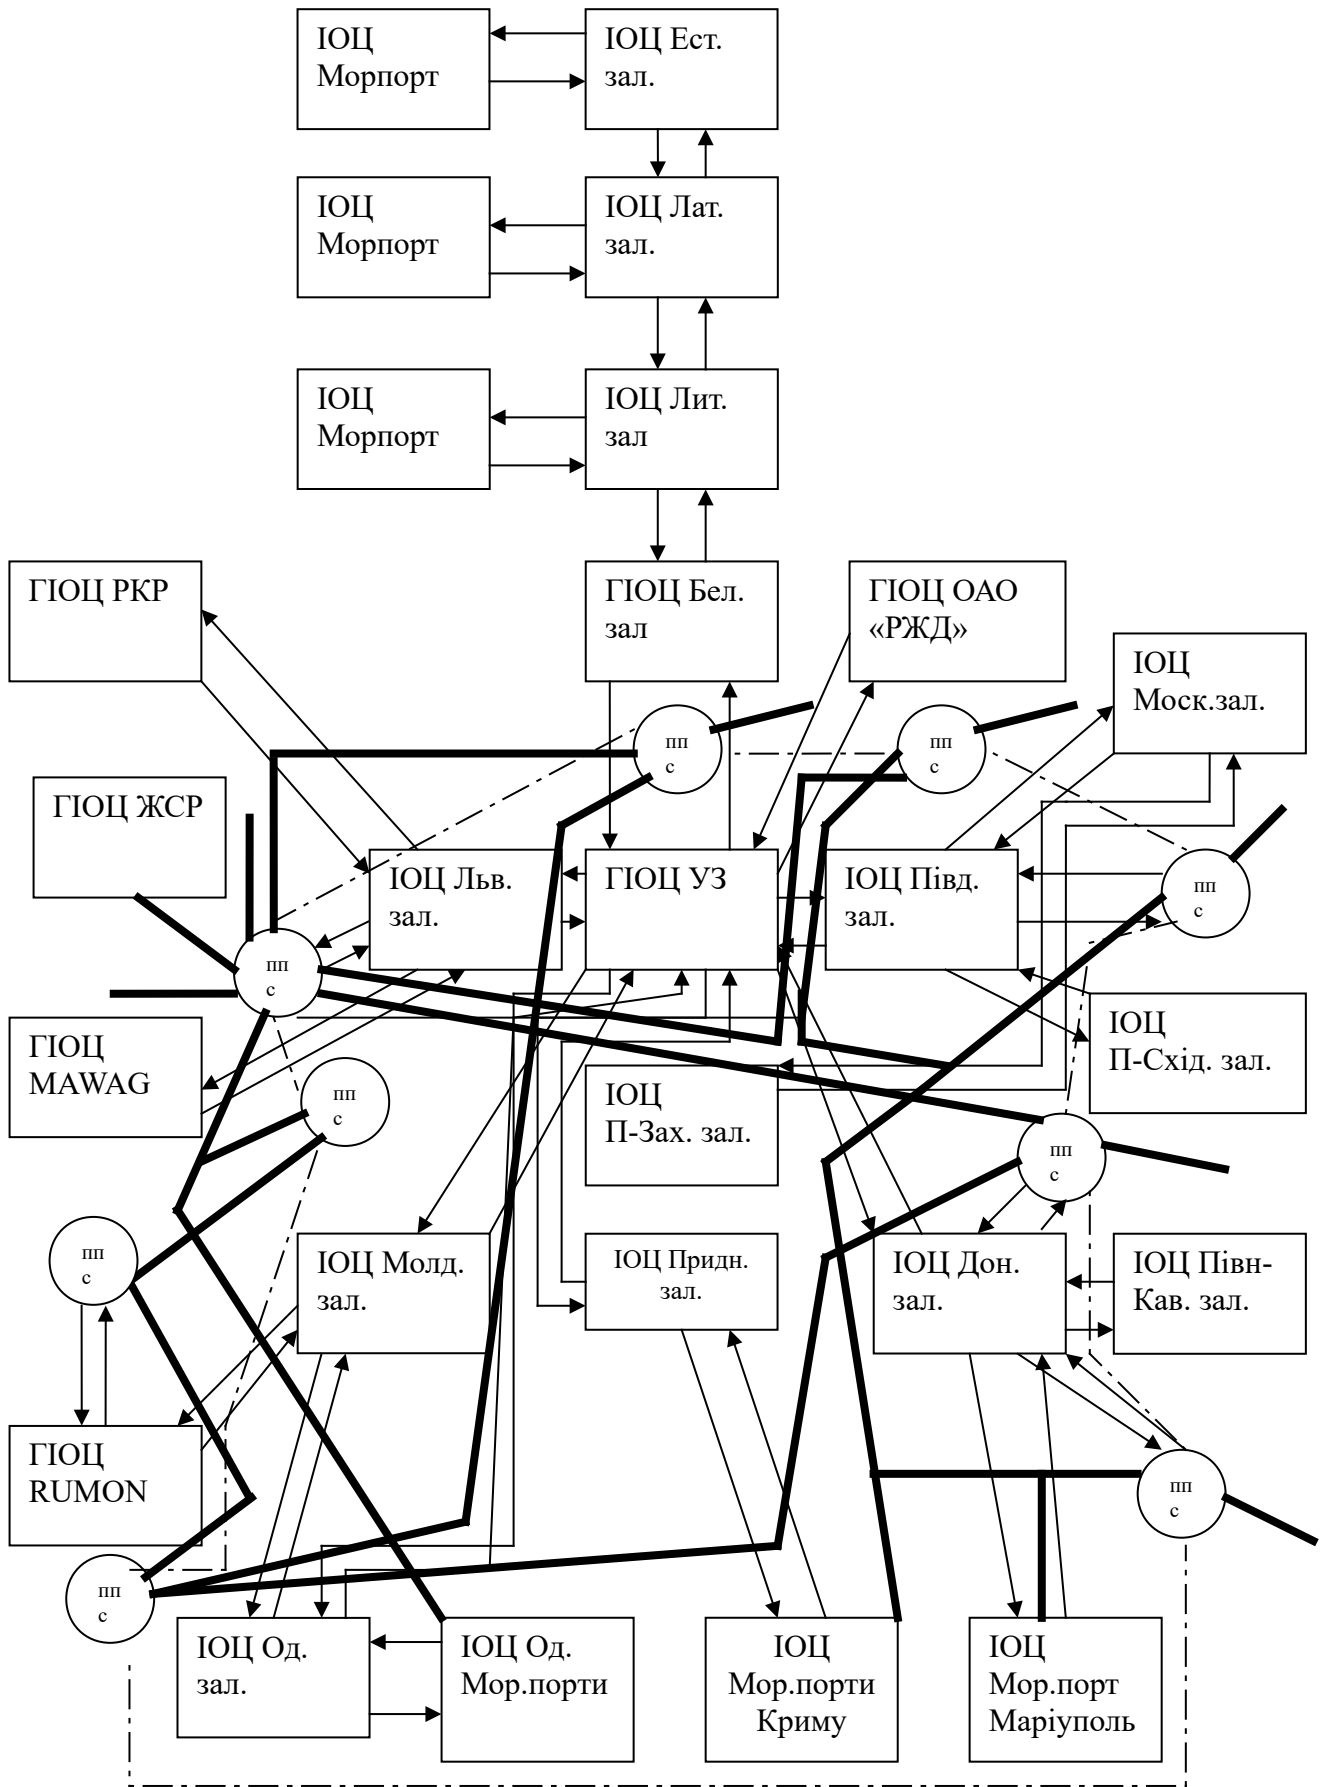 ІОЦ
Морпорт
ІОЦ Ест.
зал.
ІОЦ
Морпорт
ІОЦ Лат.
зал.
ІОЦ
Морпорт
ІОЦ Лит.
зал
ГІОЦ РКР
ГІОЦ Бел.
зал
ГІОЦ ОАО
«РЖД»
ІОЦ
Моск.зал.
пп
с
пп
с
ГІОЦ ЖСР
ІОЦ Льв.
зал.
ГІОЦ УЗ
ІОЦ Півд.
зал.
пп
с
пп
с
ГІОЦ
MAWAG
пп
с
ІОЦ
П-Зах. зал.
ІОЦ
П-Схід. зал.
пп
с
пп
с
ІОЦ Молд.
зал.
ІОЦ Придн.
зал.
ІОЦ Дон.
зал.
ІОЦ Півн-
Кав. зал.
ГІОЦ
RUMON
пп
с
пп
с
ІОЦ Од.
зал.
ІОЦ Од.
Мор.порти
ІОЦ
Мор.порти
Криму
ІОЦ
Мор.порт
Маріуполь